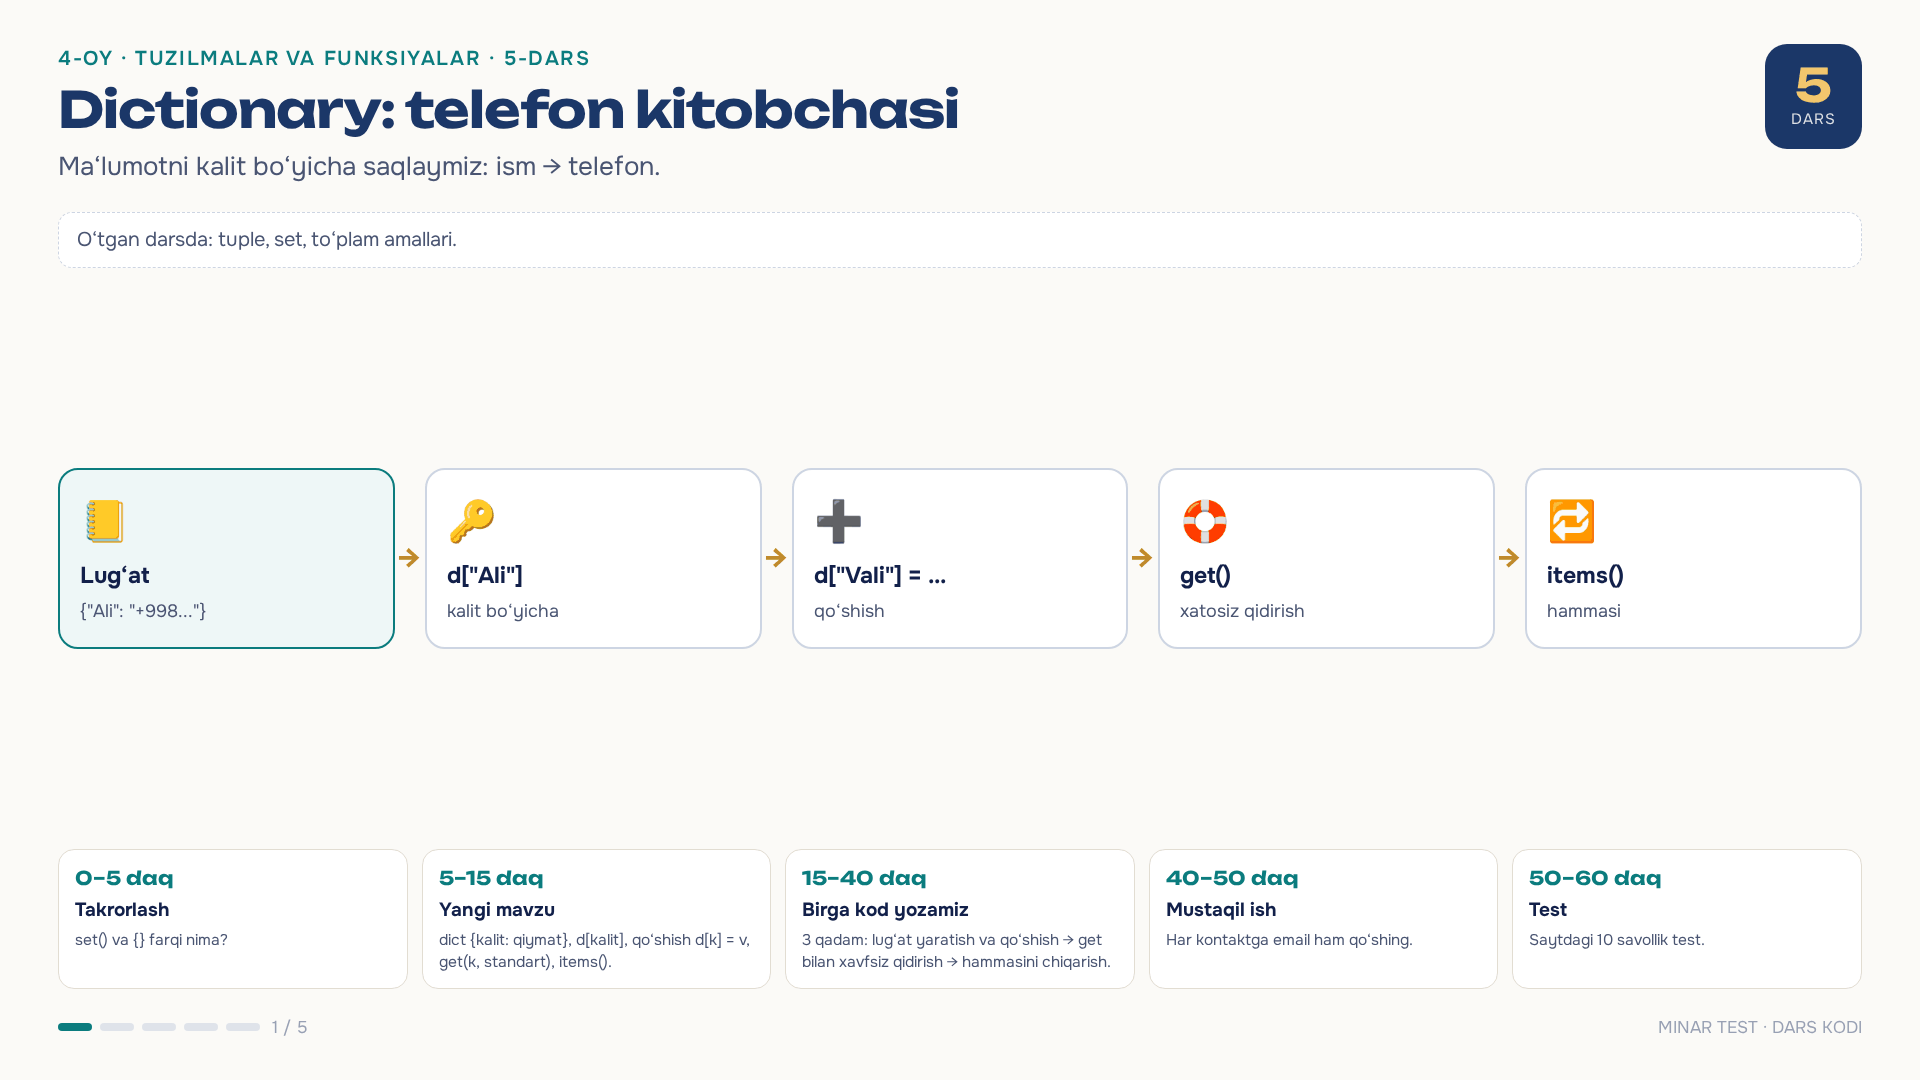 4-OY · TUZILMALAR VA FUNKSIYALAR · 5-DARS
Dictionary: telefon kitobchasi
Ma‘lumotni kalit bo‘yicha saqlaymiz: ism → telefon.
5
DARS
O‘tgan darsda: tuple, set, to‘plam amallari.
Lug‘at
{"Ali": "+998..."}
→
d["Ali"]
kalit bo‘yicha
→
d["Vali"] = ...
qo‘shish
→
get()
xatosiz qidirish
→
items()
hammasi
0–5 daq
Takrorlash
set() va {} farqi nima?
5–15 daq
Yangi mavzu
dict {kalit: qiymat}, d[kalit], qo‘shish d[k] = v,
get(k, standart), items().
15–40 daq
Birga kod yozamiz
3 qadam: lug‘at yaratish va qo‘shish → get
bilan xavfsiz qidirish → hammasini chiqarish.
40–50 daq
Mustaqil ish
Har kontaktga email ham qo‘shing.
50–60 daq
Test
Saytdagi 10 savollik test.
1 / 5
MINAR TEST · DARS KODI